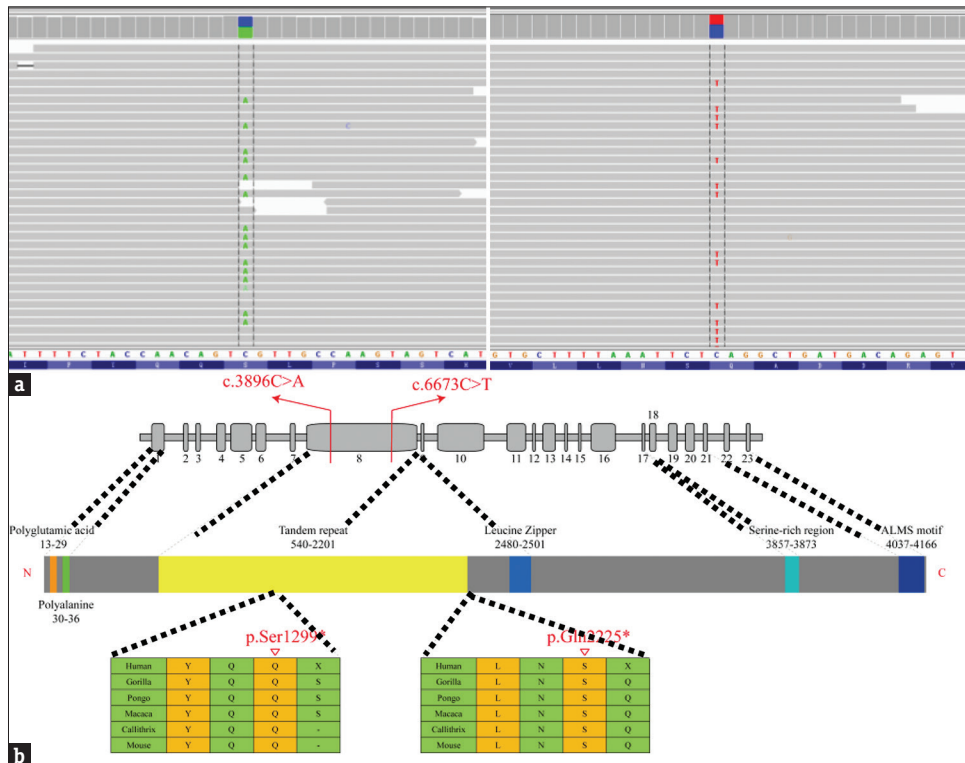 A
A C
A
A
A
A
A
A
A
A
A
A
A
A
A T T T T C T A C C A A C A G T C G T T G C C A A G T A G T C A T
T
T
T
T
T
T
T
T
T
T
T
T
T
G T G C T T T T A A A T T C T C A G G C T G A T G A C A G A G T
a
c.3896C>A c.6673C>T
18
1 2 3 4 5 6 7 8 10 11 12 13 14 15 16 17 19 20 21 22 23
Polyglutamic acid Tandem repeat Leucine Zipper Serine-rich region ALMS motif
13-29 540-2201 2480-2501 3857-3873 4037-4166
N C
Polyalanine
30-36
p.Ser1299* p.Gln2225*
Human Y Q Q X
Gorilla Y Q Q S
Pongo Y Q Q S
Macaca Y Q Q S
Callithrix Y Q Q -
Mouse Y Q Q -
Human L N S X
Gorilla L N S Q
Pongo L N S Q
Macaca L N S Q
Callithrix L N S Q
Mouse L N S Q
b